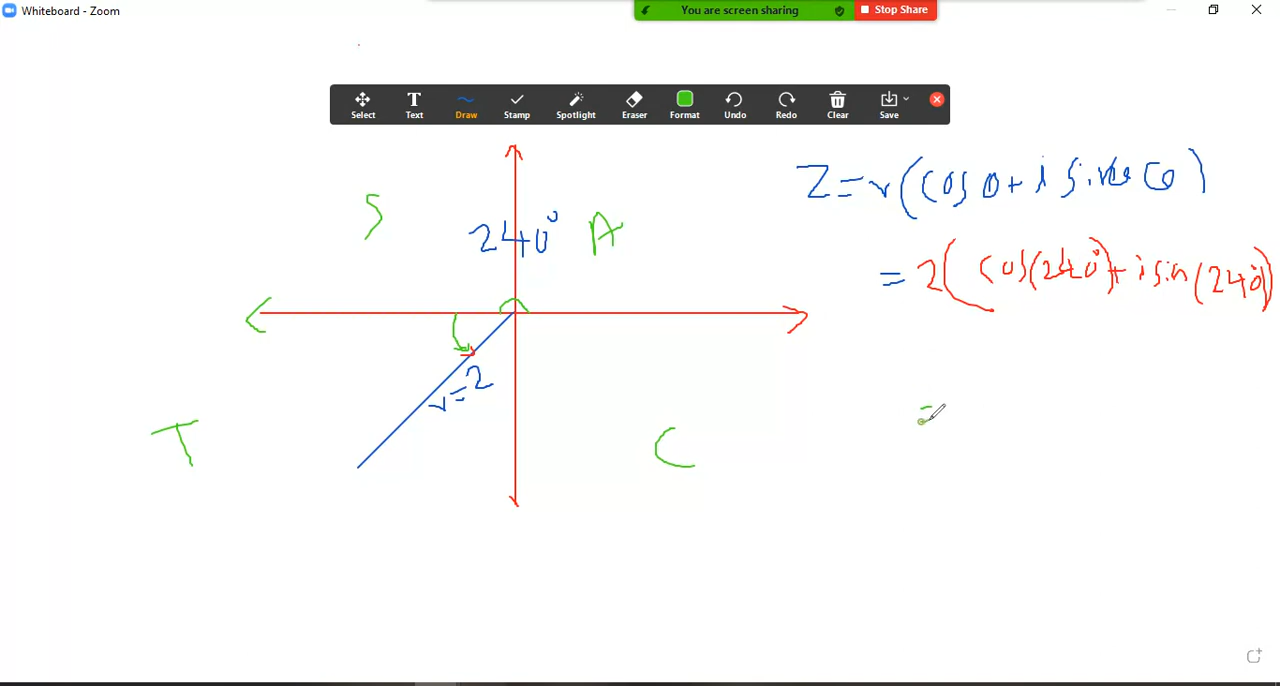 Whiteboard - Zoom
You are screen sharing
Stop Share
Select
Text
Draw
Stamp
Spotlight
Eraser
Format
Undo
Redo
Clear
Save
S
240°
A
r=2
T
C
Z=r(Cos θ+i sin θ)
=2(Cos(240°)+isin(240°)